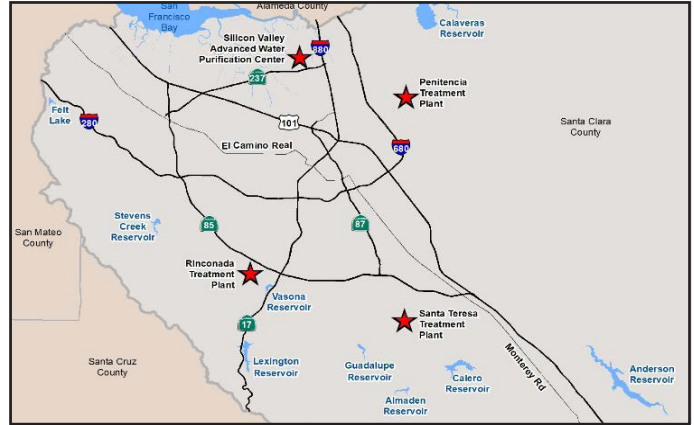 San
Francisco
Bay
Alameda County
Calaveras
Reservoir
Silicon Valley
Advanced Water
Purification Center
880
237
Penitencia
Treatment
Plant
Felt
Lake
280
101
Santa Clara
County
El Camino Real
680
Stevens
Creek
Reservoir
85
87
San Mateo
County
Rinconada
Treatment
Plant
Vasona
Reservoir
17
Santa Teresa
Treatment
Plant
Monterey Rd
Santa Cruz
County
Lexington
Reservoir
Guadalupe
Reservoir
Calero
Reservoir
Anderson
Reservoir
Almaden
Reservoir